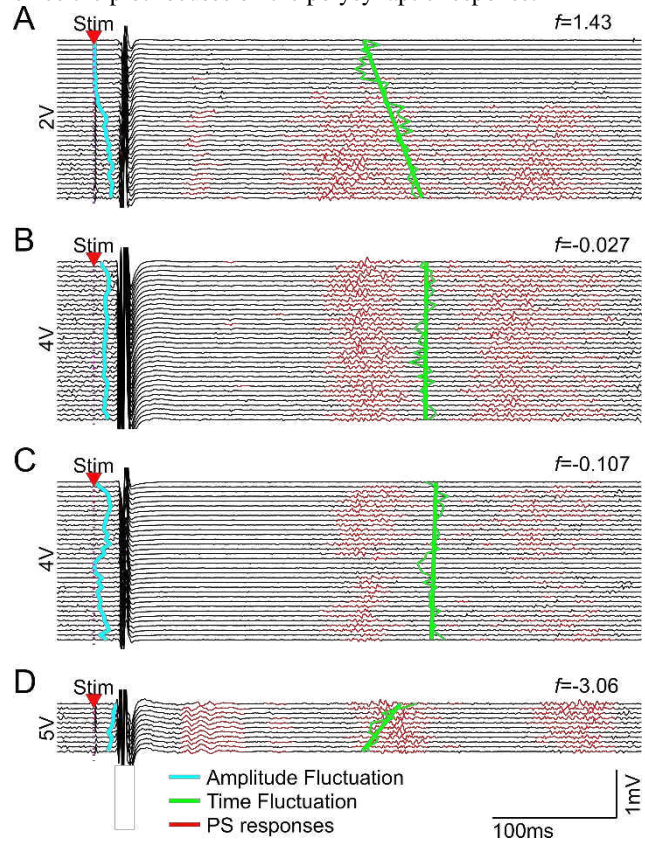 A
Stim
f=1.43
2V
B
Stim
f=-0.027
4V
C
Stim
f=-0.107
4V
D
Stim
f=-3.06
5V
Amplitude Fluctuation
Time Fluctuation
PS responses
100ms
1mV